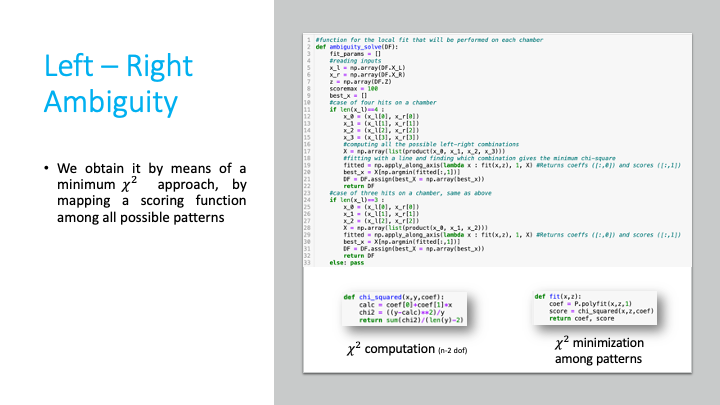 Left – Right
Ambiguity
• We obtain it by means of a
minimum χ² approach, by
mapping a scoring function
among all possible patterns
1 #function for the local fit that will be performed on each chamber
2 def ambiguity_solve(DF):
3 fit_params = []
4 #reading inputs
5 x_l = np.array(DF.X_L)
6 x_r = np.array(DF.X_R)
7 z = np.array(DF.Z)
8 scoremax = 100
9 best_x = []
10 #case of four hits on a chamber
11 if len(x_l)==4 :
12 x_0 = (x_l[0], x_r[0])
13 x_1 = (x_l[1], x_r[1])
14 x_2 = (x_l[2], x_r[2])
15 x_3 = (x_l[3], x_r[3])
16 #computing all the possible left-right combinations
17 X = np.array(list(product(x_0, x_1, x_2, x_3)))
18 #fitting with a line and finding which combination gives the minimum chi-square
19 fitted = np.apply_along_axis(lambda x : fit(x,z), 1, X) #Returns coeffs ([:,0]) and scores ([:,1])
20 best_x = X[np.argmin(fitted[:,1])]
21 DF = DF.assign(best_X = np.array(best_x))
22 return DF
23 #case of three hits on a chamber, same as above
24 if len(x_l)==3 :
25 x_0 = (x_l[0], x_r[0])
26 x_1 = (x_l[1], x_r[1])
27 x_2 = (x_l[2], x_r[2])
28 X = np.array(list(product(x_0, x_1, x_2)))
29 fitted = np.apply_along_axis(lambda x : fit(x,z), 1, X) #Returns coeffs ([:,0]) and scores ([:,1])
30 best_x = X[np.argmin(fitted[:,1])]
31 DF = DF.assign(best_X = np.array(best_x))
32 return DF
33 else: pass
def chi_squared(x,y,coef):
calc = coef[0]+coef[1]*x
chi2 = ((y-calc)**2)/y
return sum(chi2)/(len(y)-2)
χ² computation (n-2 dof)
def fit(x,z):
coef = P.polyfit(x,z,1)
score = chi_squared(x,z,coef)
return coef, score
χ² minimization
among patterns